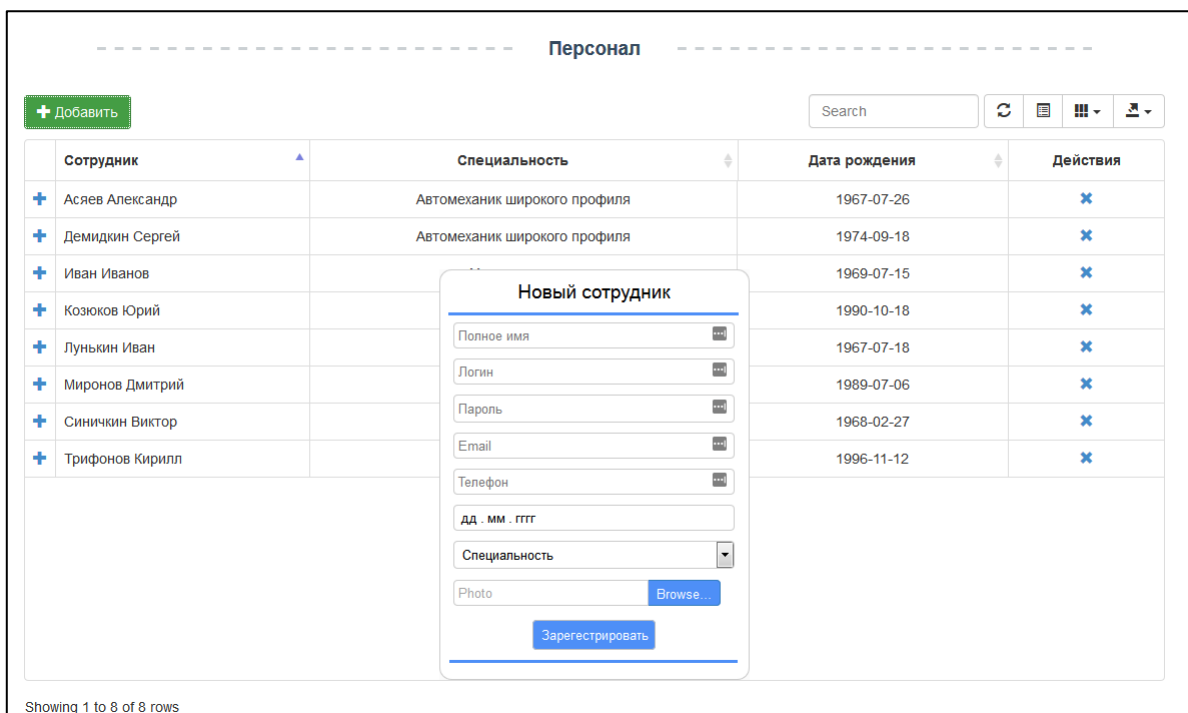 Персонал
Добавить
Search
Сотрудник Специальность Дата рождения Действия
Асяев Александр Автомеханик широкого профиля 1967-07-26
Демидкин Сергей Автомеханик широкого профиля 1974-09-18
Иван Иванов 1969-07-15
Козюков Юрий 1990-10-18
Лунькин Иван 1967-07-18
Миронов Дмитрий 1989-07-06
Синичкин Виктор 1968-02-27
Трифонов Кирилл 1996-11-12
Новый сотрудник
Полное имя
Логин
Пароль
Email
Телефон
дд . мм . гггг
Специальность
Photo Browse...
Зарегестрировать
Showing 1 to 8 of 8 rows